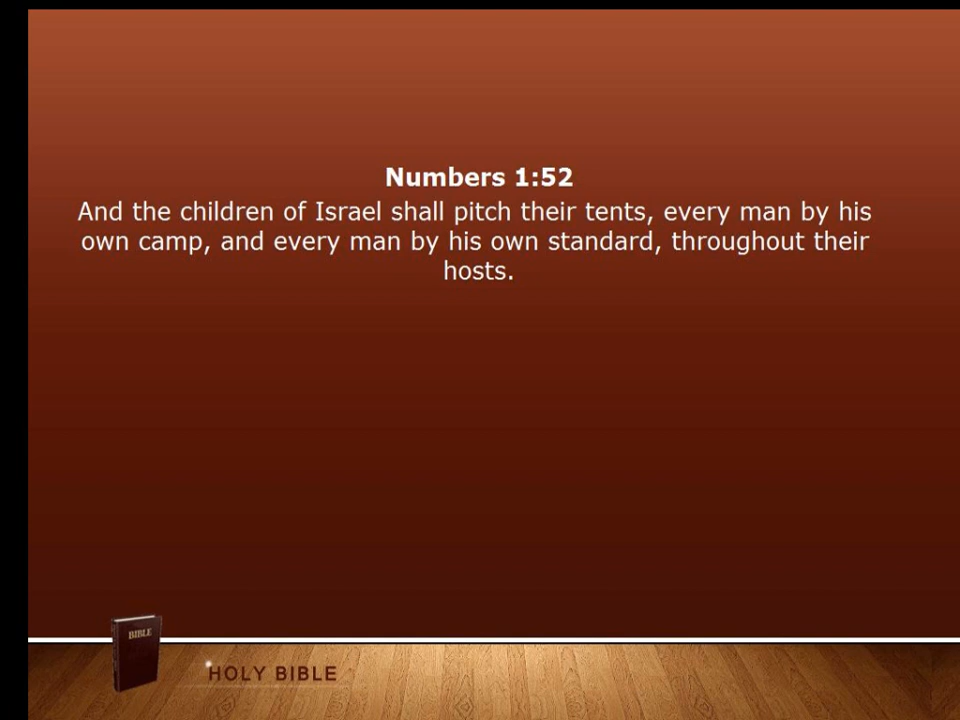 Numbers 1:52
And the children of Israel shall pitch their tents, every man by his
own camp, and every man by his own standard, throughout their
hosts.
BIBLE
HOLY BIBLE